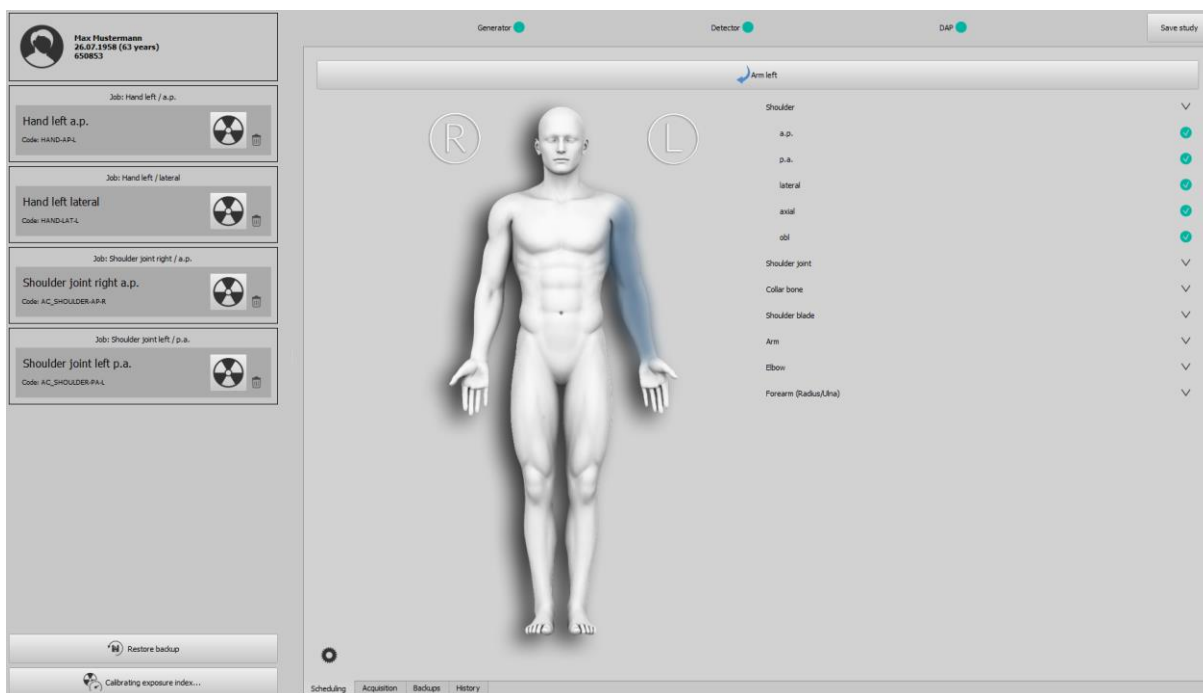 Max Mustermann
26.07.1958 (63 years)
650853
Job: Hand left / a.p.
Hand left a.p.
Code: HAND-AP-L
Job: Hand left / lateral
Hand left lateral
Code: HAND-LAT-L
Job: Shoulder joint right / a.p.
Shoulder joint right a.p.
Code: AC_SHOULDER-AP-R
Job: Shoulder joint left / p.a.
Shoulder joint left p.a.
Code: AC_SHOULDER-PA-L
Restore backup
Calibrating exposure index...
Generator
Detector
DAP
Save study
Arm left
R
L
Shoulder
a.p.
p.a.
lateral
axial
obl
Shoulder joint
Collar bone
Shoulder blade
Arm
Elbow
Forearm (Radius/Ulna)
Scheduling
Acquisition
Backups
History